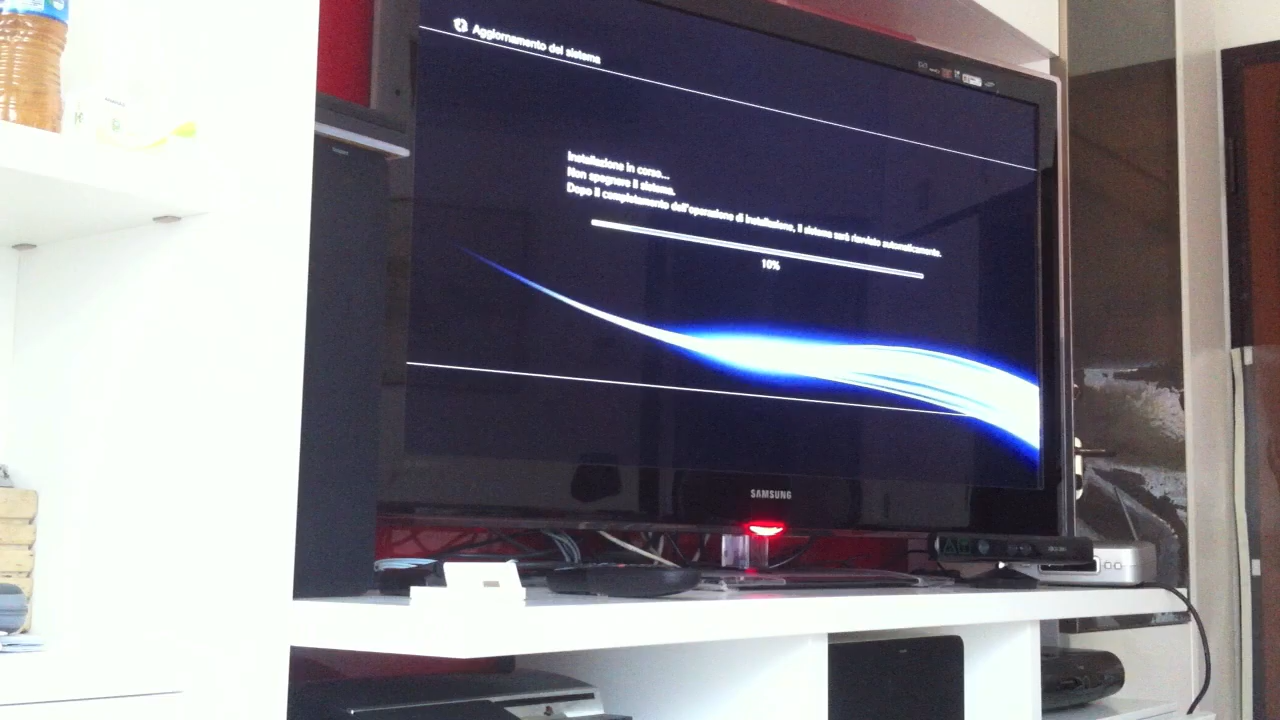 Aggiornamento del sistema
Installazione in corso...
Non spegnere il sistema.
Dopo il completamento dell'operazione di installazione, il sistema sarà riavviato automaticamente.
10%
SAMSUNG